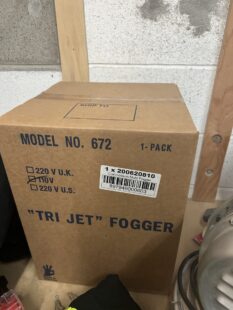 MODEL NO. 672
1-PACK
220 V U.K.
110V
220 V U.S.
1 x 200620810
"TRI JET" FOGGER